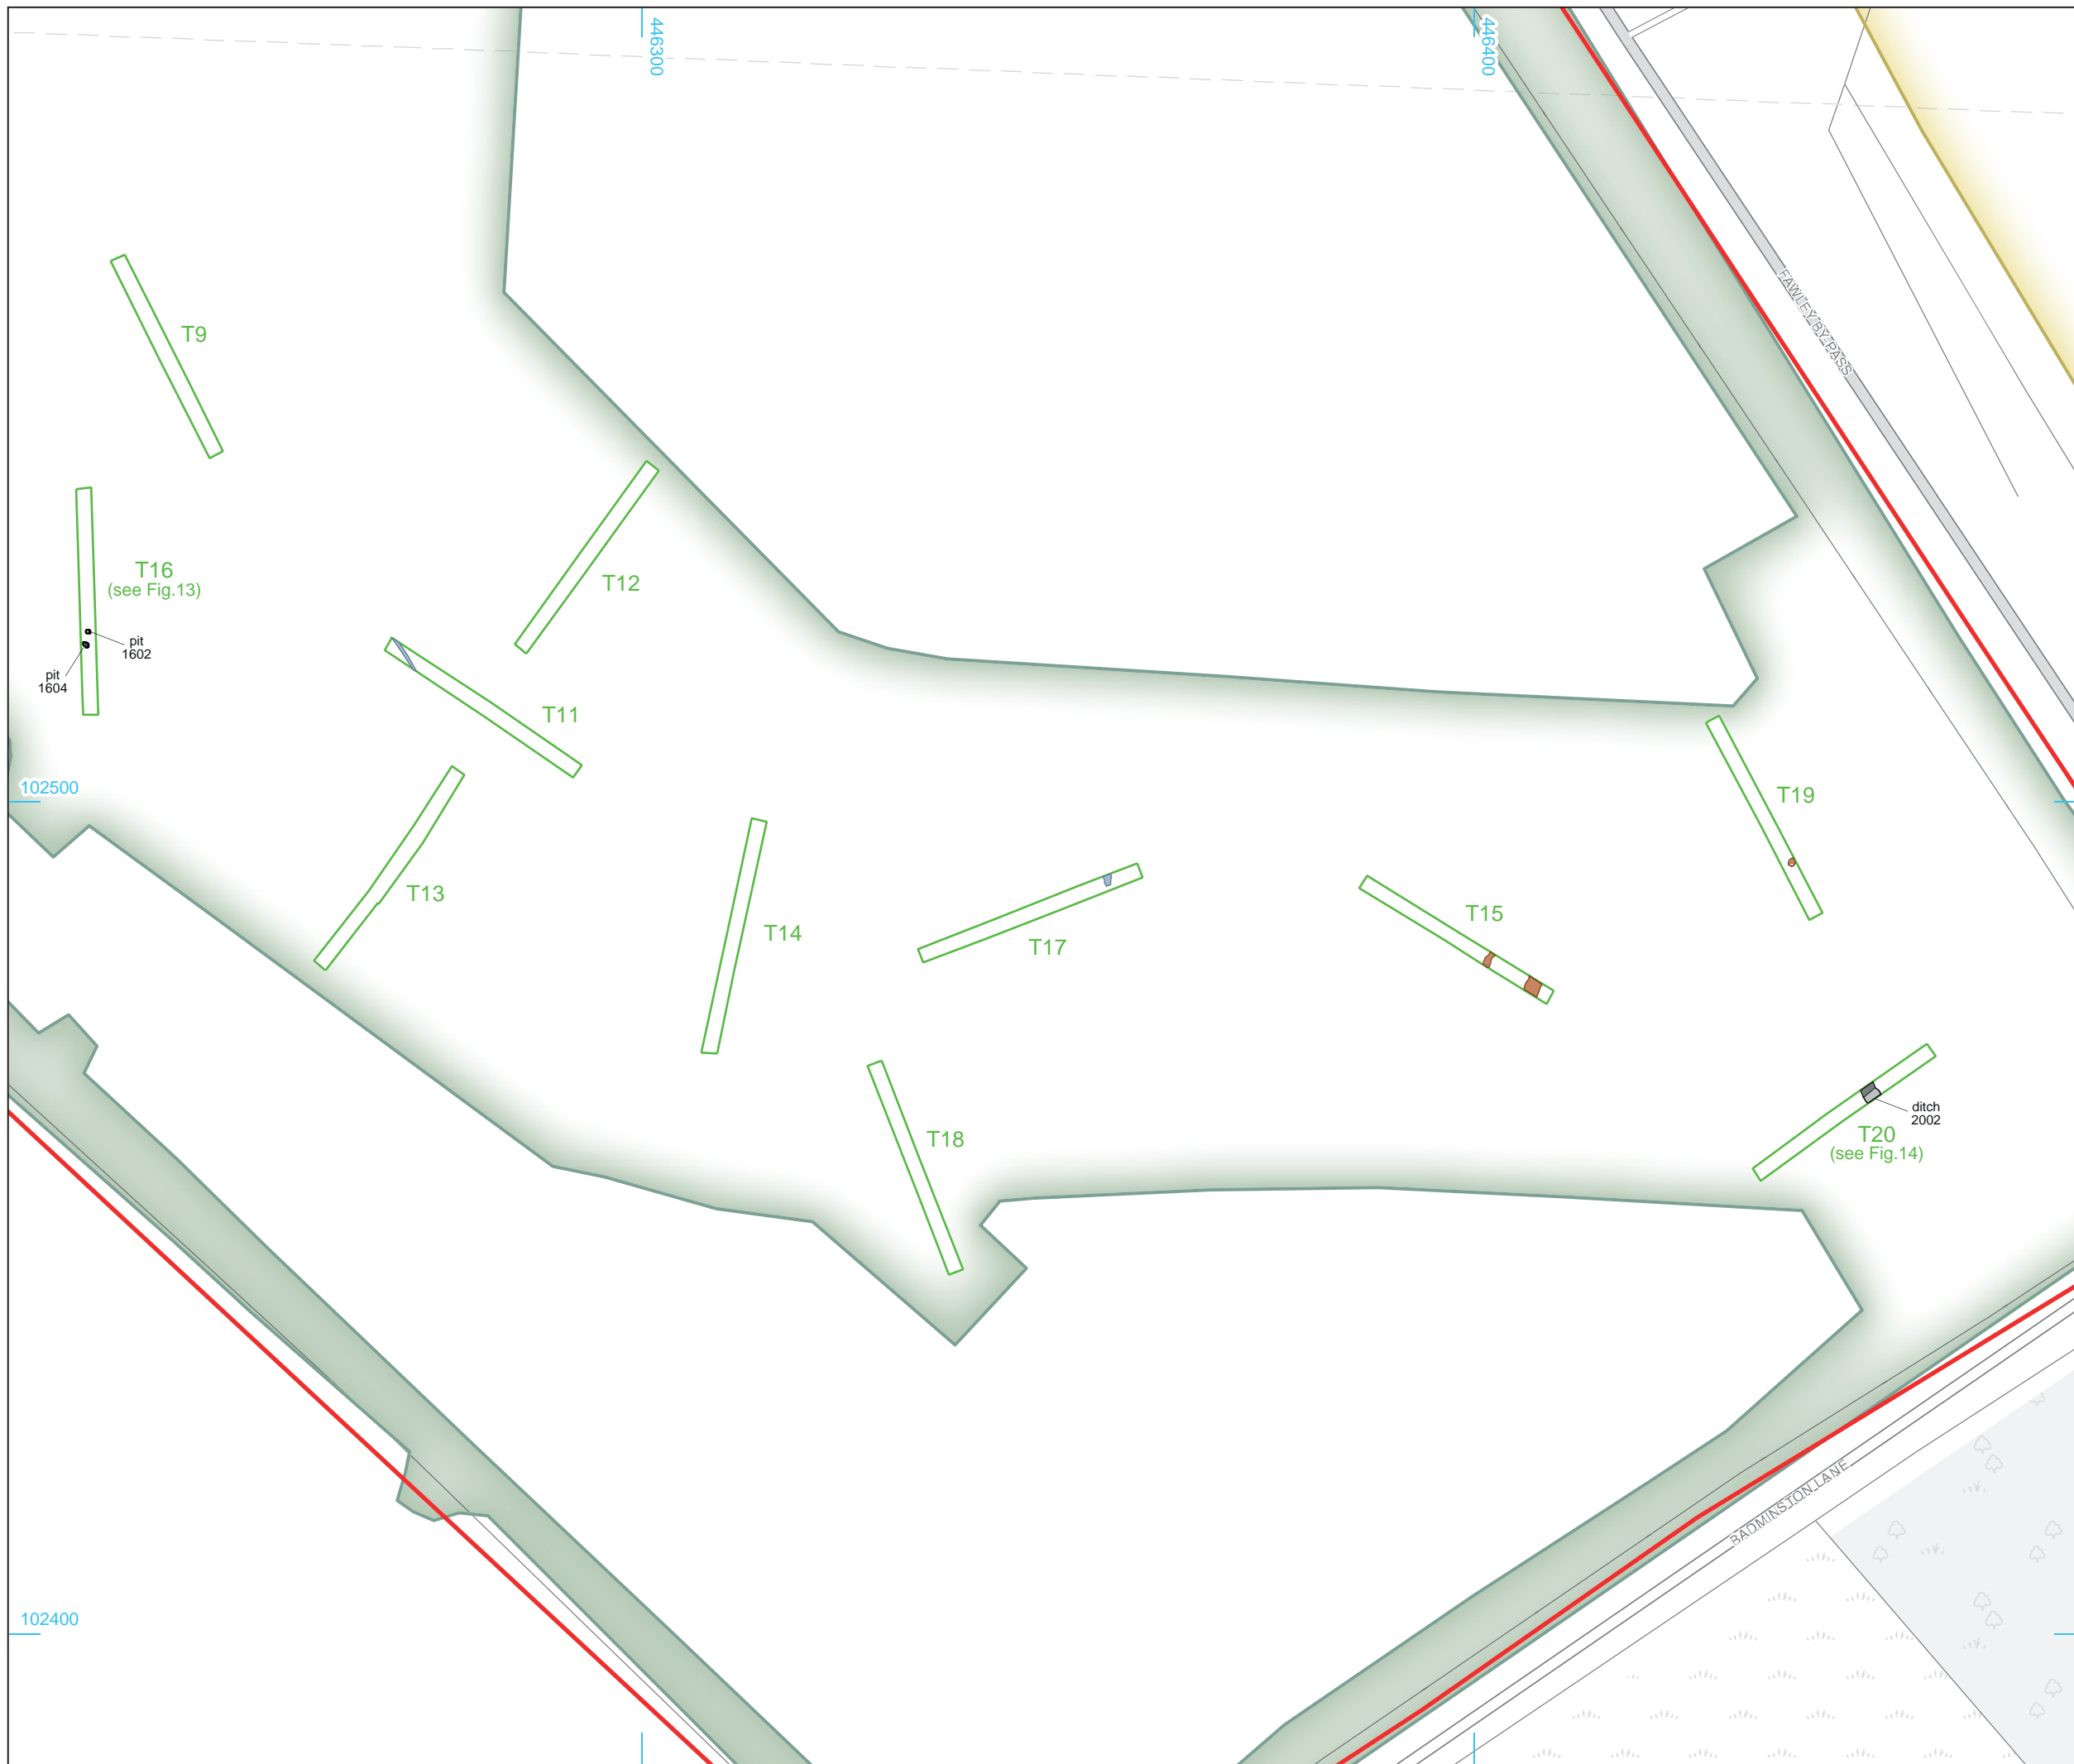 446300
446400
FAWLEY BY-PASS
T9
T16
(see Fig.13)
T12
pit
1602
pit
1604
T11
102500
T19
T13
T15
T14
T17
ditch
2002
T20
(see Fig.14)
T18
BADMINSTON LANE
102400